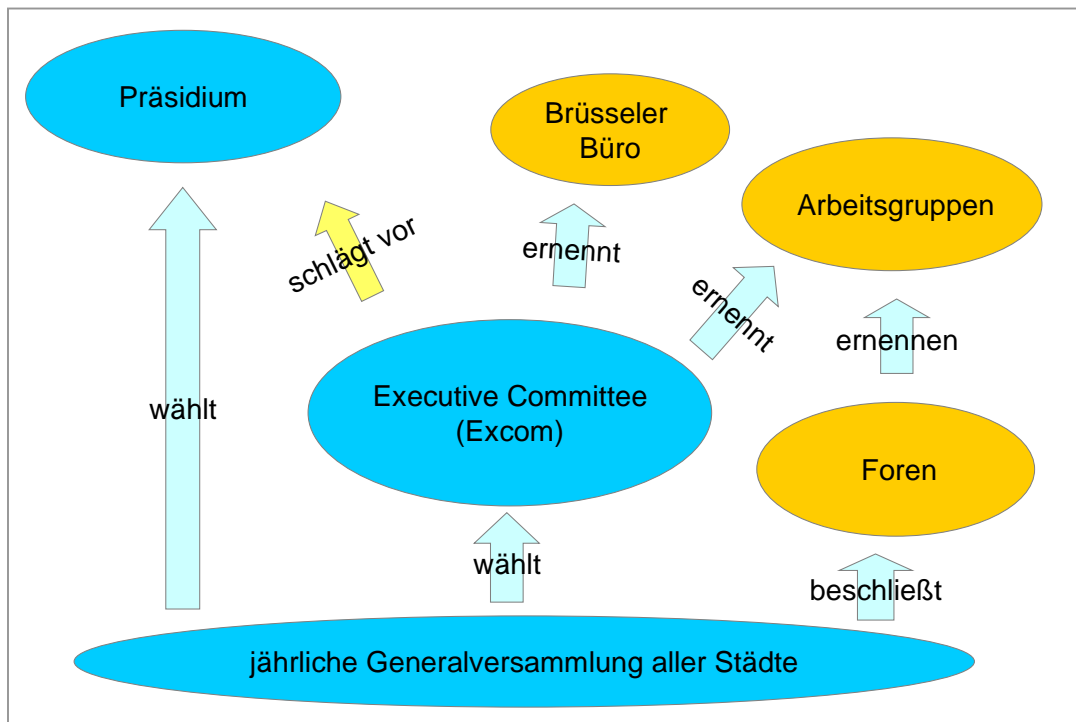 Präsidium
Brüsseler
Büro
Arbeitsgruppen
schlägt vor
ernennt
ernennt
ernennen
wählt
Executive Committee
(Excom)
Foren
wählt
beschließt
jährliche Generalversammlung aller Städte